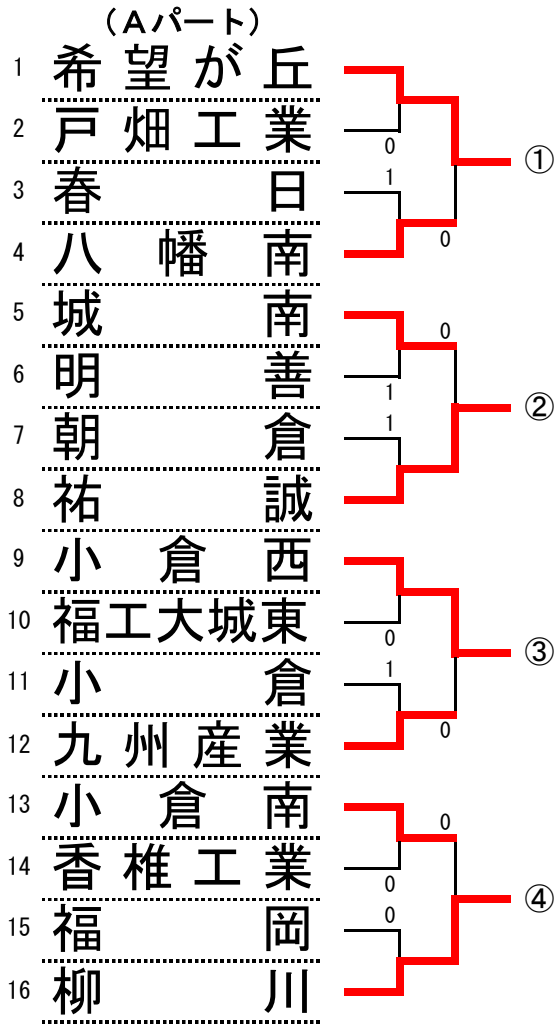 (Aパート)
1 希望が丘
2 戸畑工業
0
①
3 春日
1
4 八幡南
0
5 城南
0
6 明善
1
②
7 朝倉
1
8 祐誠
9 小倉西
10 福工大城東
0
③
11 小倉
1
12 九州産業
0
13 小倉南
0
14 香椎工業
0
④
15 福岡
0
16 柳川